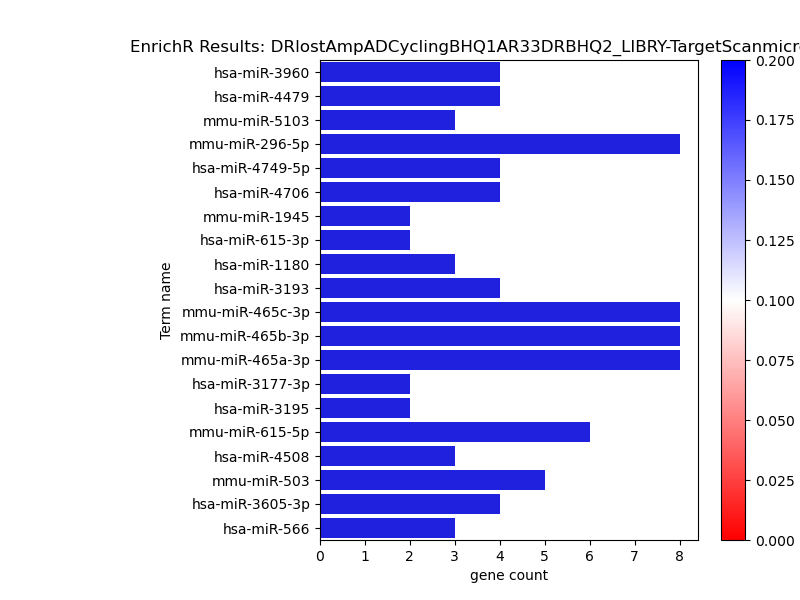 EnrichR Results: DRlostAmpADCyclingBHQ1AR33DRBHQ2_LIBRY-TargetScanmicro
hsa-miR-3960
hsa-miR-4479
mmu-miR-5103
mmu-miR-296-5p
hsa-miR-4749-5p
hsa-miR-4706
mmu-miR-1945
hsa-miR-615-3p
hsa-miR-1180
hsa-miR-3193
mmu-miR-465c-3p
mmu-miR-465b-3p
mmu-miR-465a-3p
hsa-miR-3177-3p
hsa-miR-3195
mmu-miR-615-5p
hsa-miR-4508
mmu-miR-503
hsa-miR-3605-3p
hsa-miR-566
Term name
0 1 2 3 4 5 6 7 8
gene count
0.200
0.175
0.150
0.125
0.100
0.075
0.050
0.025
0.000